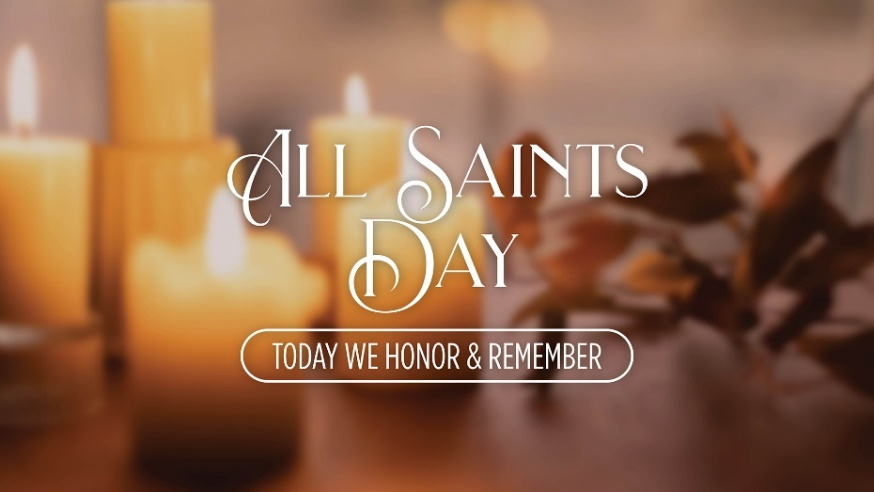 All Saints
Day
TODAY WE HONOR & REMEMBER